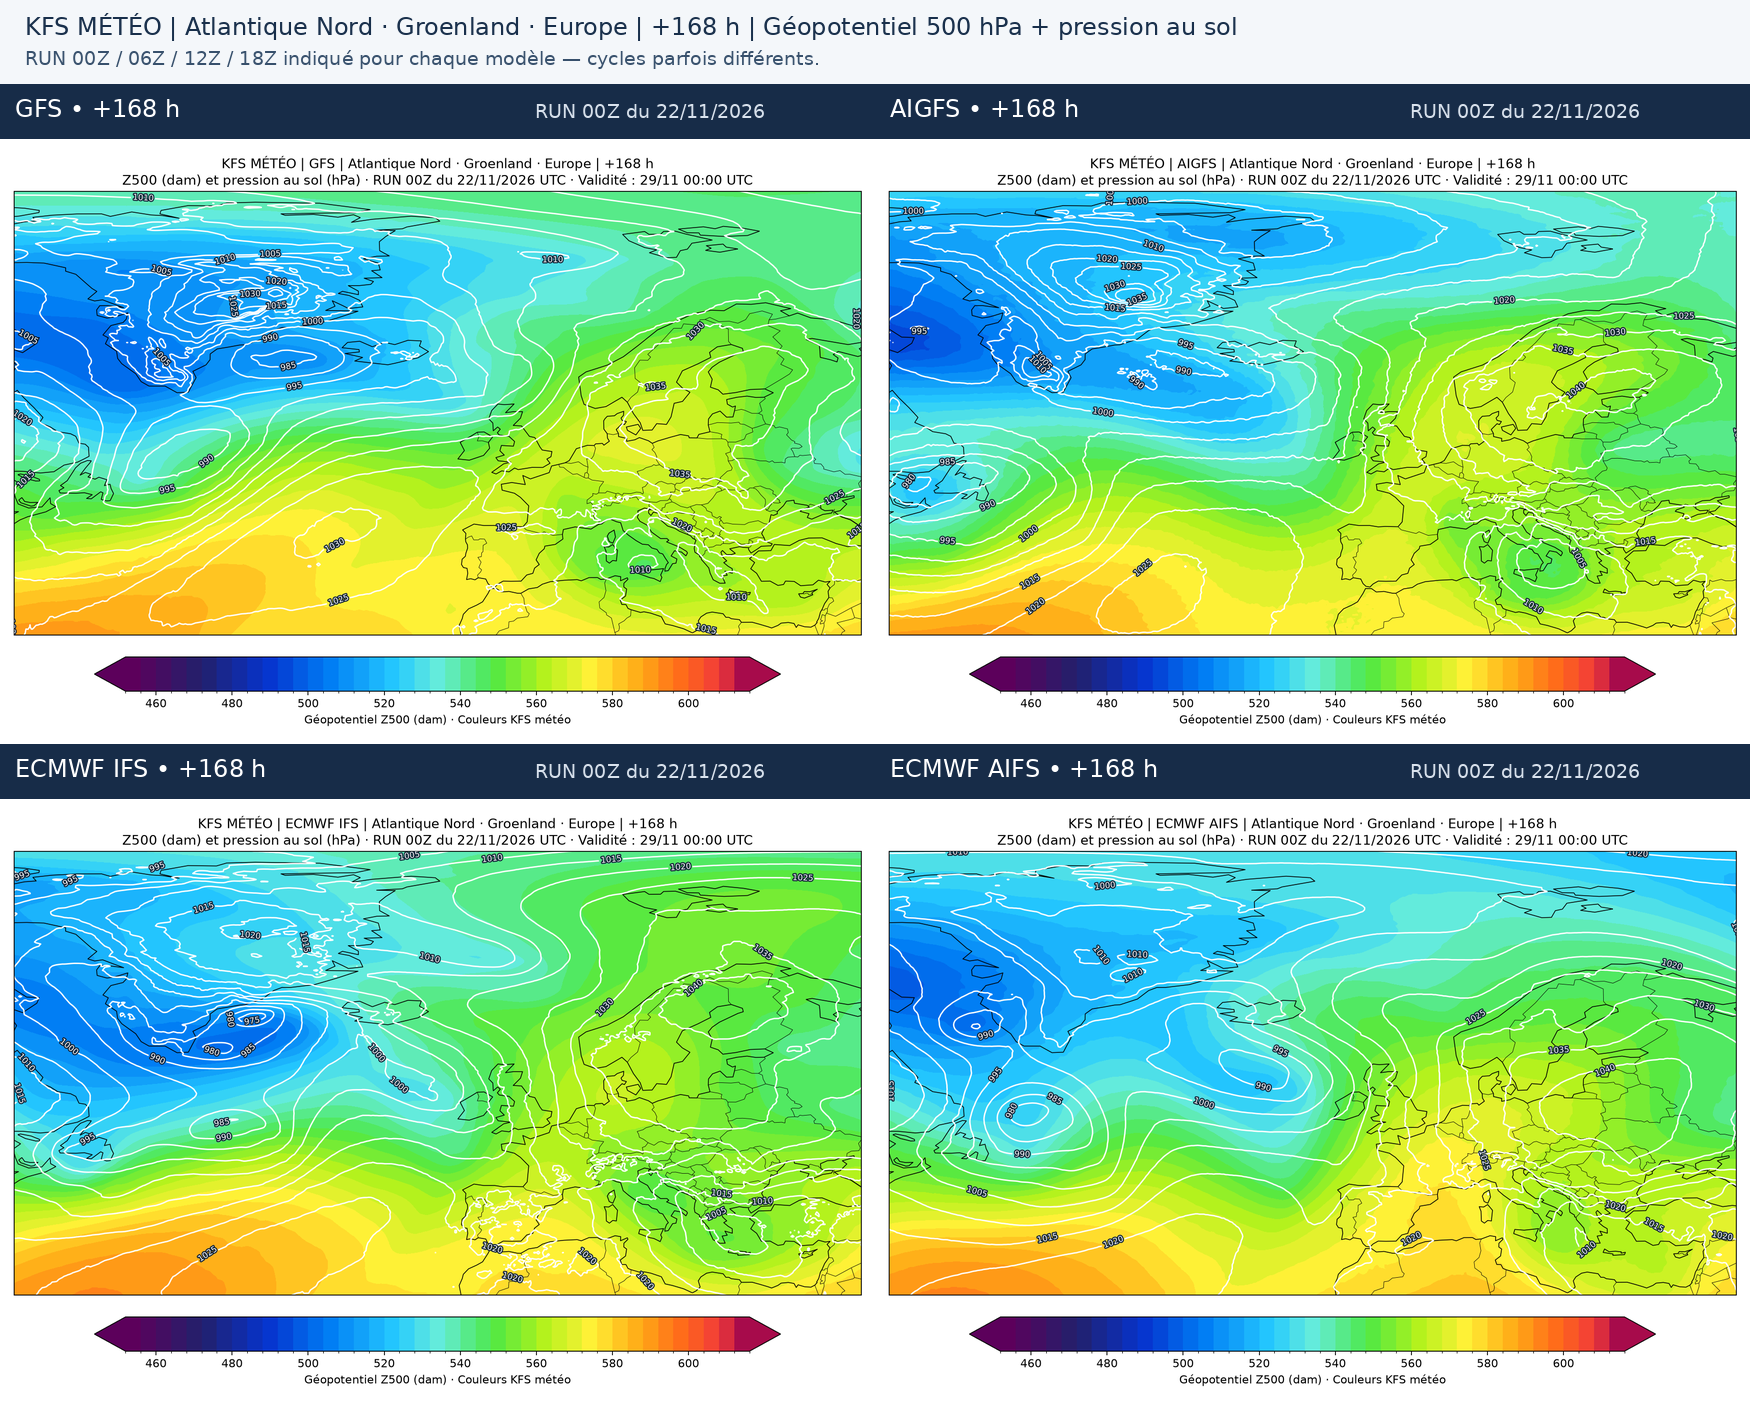 KFS MÉTÉO | Atlantique Nord · Groenland · Europe | +168 h | Géopotentiel 500 hPa + pression au sol
RUN 00Z / 06Z / 12Z / 18Z indiqué pour chaque modèle — cycles parfois différents.
GFS • +168 h
RUN 00Z du 22/11/2026
AIGFS • +168 h
RUN 00Z du 22/11/2026
KFS MÉTÉO | GFS | Atlantique Nord · Groenland · Europe | +168 h
Z500 (dam) et pression au sol (hPa) · RUN 00Z du 22/11/2026 UTC · Validité : 29/11 00:00 UTC
KFS MÉTÉO | AIGFS | Atlantique Nord · Groenland · Europe | +168 h
Z500 (dam) et pression au sol (hPa) · RUN 00Z du 22/11/2026 UTC · Validité : 29/11 00:00 UTC
460 480 500 520 540 560 580 600
Géopotentiel Z500 (dam) · Couleurs KFS météo
460 480 500 520 540 560 580 600
Géopotentiel Z500 (dam) · Couleurs KFS météo
ECMWF IFS • +168 h
RUN 00Z du 22/11/2026
ECMWF AIFS • +168 h
RUN 00Z du 22/11/2026
KFS MÉTÉO | ECMWF IFS | Atlantique Nord · Groenland · Europe | +168 h
Z500 (dam) et pression au sol (hPa) · RUN 00Z du 22/11/2026 UTC · Validité : 29/11 00:00 UTC
KFS MÉTÉO | ECMWF AIFS | Atlantique Nord · Groenland · Europe | +168 h
Z500 (dam) et pression au sol (hPa) · RUN 00Z du 22/11/2026 UTC · Validité : 29/11 00:00 UTC
460 480 500 520 540 560 580 600
Géopotentiel Z500 (dam) · Couleurs KFS météo
460 480 500 520 540 560 580 600
Géopotentiel Z500 (dam) · Couleurs KFS météo